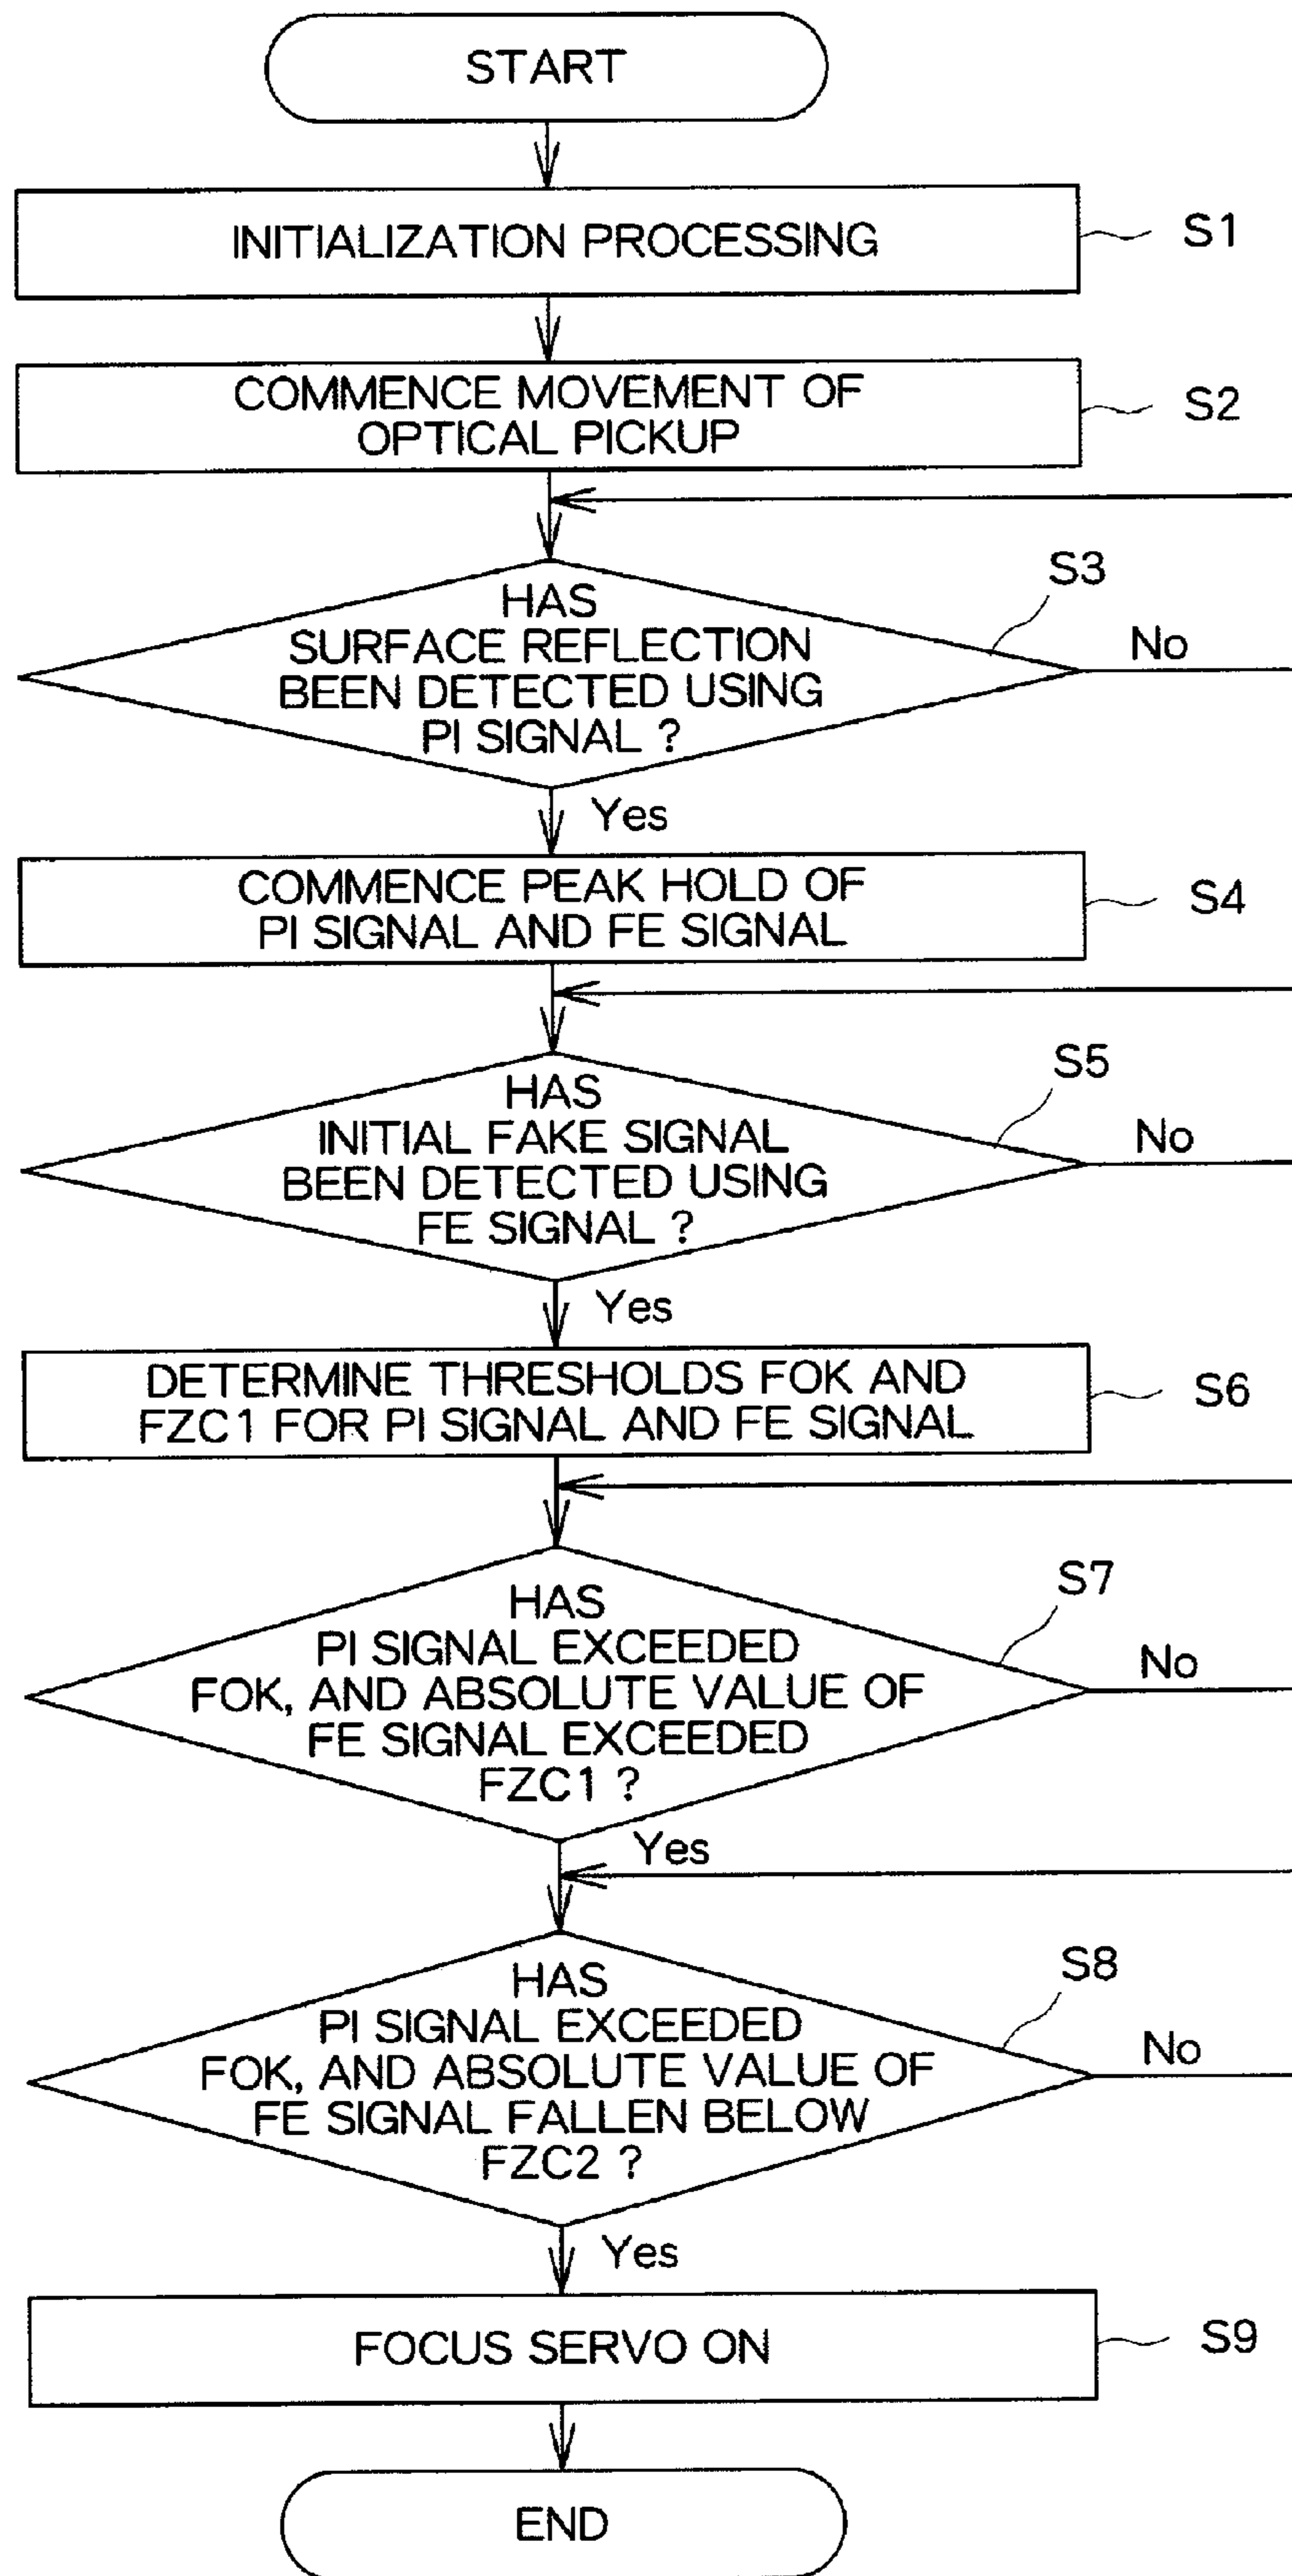 START
INITIALIZATION PROCESSING
S1
COMMENCE MOVEMENT OF
OPTICAL PICKUP
S2
S3
HAS
SURFACE REFLECTION
BEEN DETECTED USING
PI SIGNAL ?
No
Yes
COMMENCE PEAK HOLD OF
PI SIGNAL AND FE SIGNAL
S4
S5
HAS
INITIAL FAKE SIGNAL
BEEN DETECTED USING
FE SIGNAL ?
No
Yes
DETERMINE THRESHOLDS FOK AND
FZC1 FOR PI SIGNAL AND FE SIGNAL
S6
S7
HAS
PI SIGNAL EXCEEDED
FOK, AND ABSOLUTE VALUE OF
FE SIGNAL EXCEEDED
FZC1 ?
No
Yes
S8
HAS
PI SIGNAL EXCEEDED
FOK, AND ABSOLUTE VALUE OF
FE SIGNAL FALLEN BELOW
FZC2 ?
No
Yes
FOCUS SERVO ON
S9
END